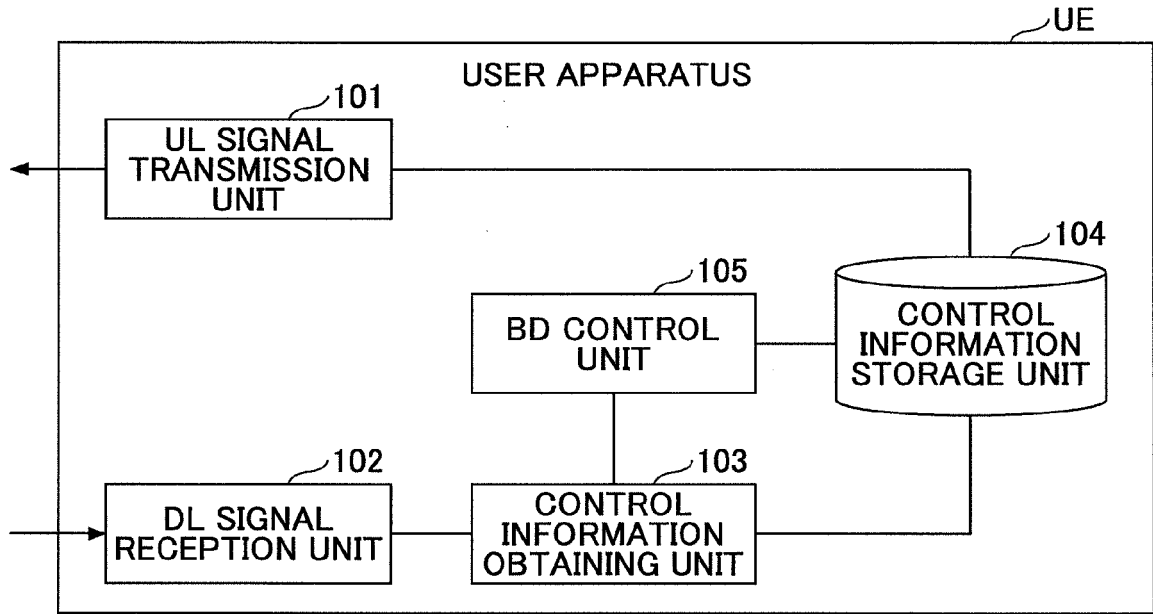 UE
USER APPARATUS
101
UL SIGNAL
TRANSMISSION
UNIT
104
CONTROL
INFORMATION
STORAGE UNIT
105
BD CONTROL
UNIT
102
DL SIGNAL
RECEPTION UNIT
103
CONTROL
INFORMATION
OBTAINING UNIT